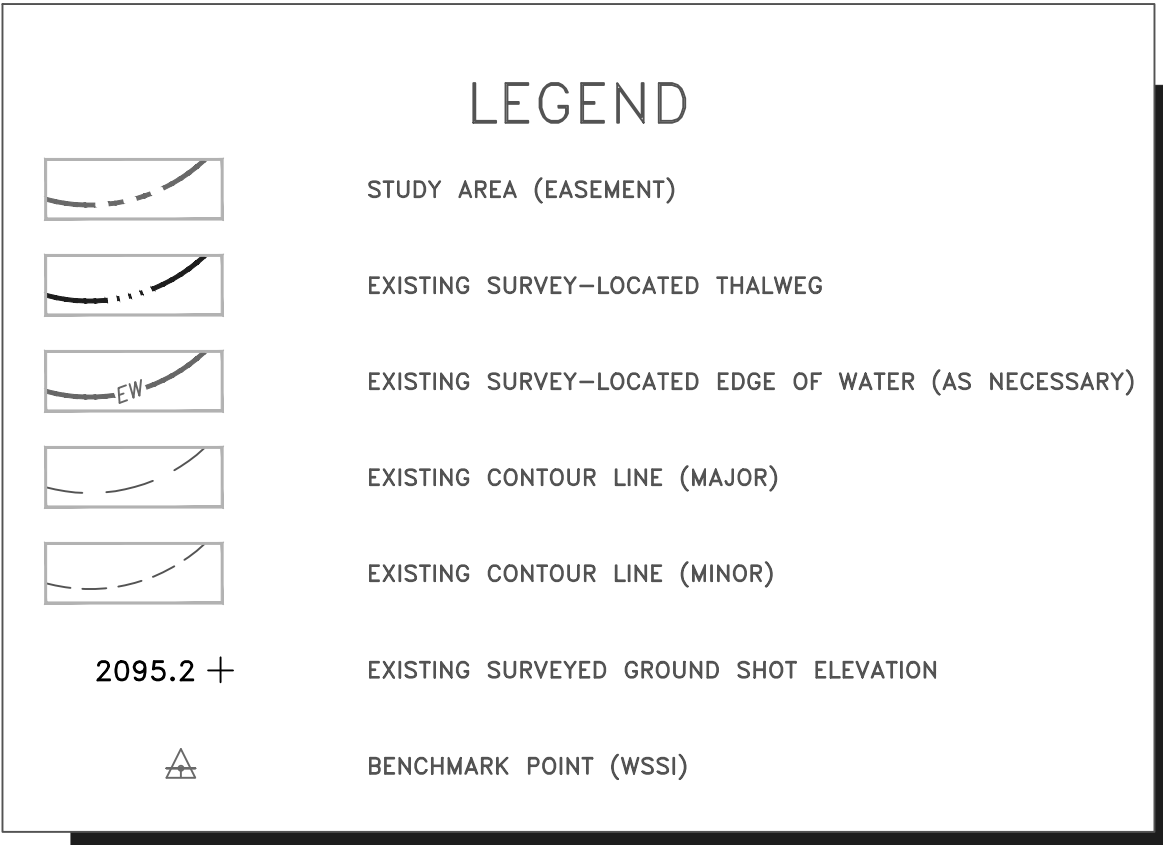 LEGEND
STUDY AREA (EASEMENT)
EXISTING SURVEY-LOCATED THALWEG
EW EXISTING SURVEY-LOCATED EDGE OF WATER (AS NECESSARY)
EXISTING CONTOUR LINE (MAJOR)
EXISTING CONTOUR LINE (MINOR)
2095.2 + EXISTING SURVEYED GROUND SHOT ELEVATION
BENCHMARK POINT (WSSI)